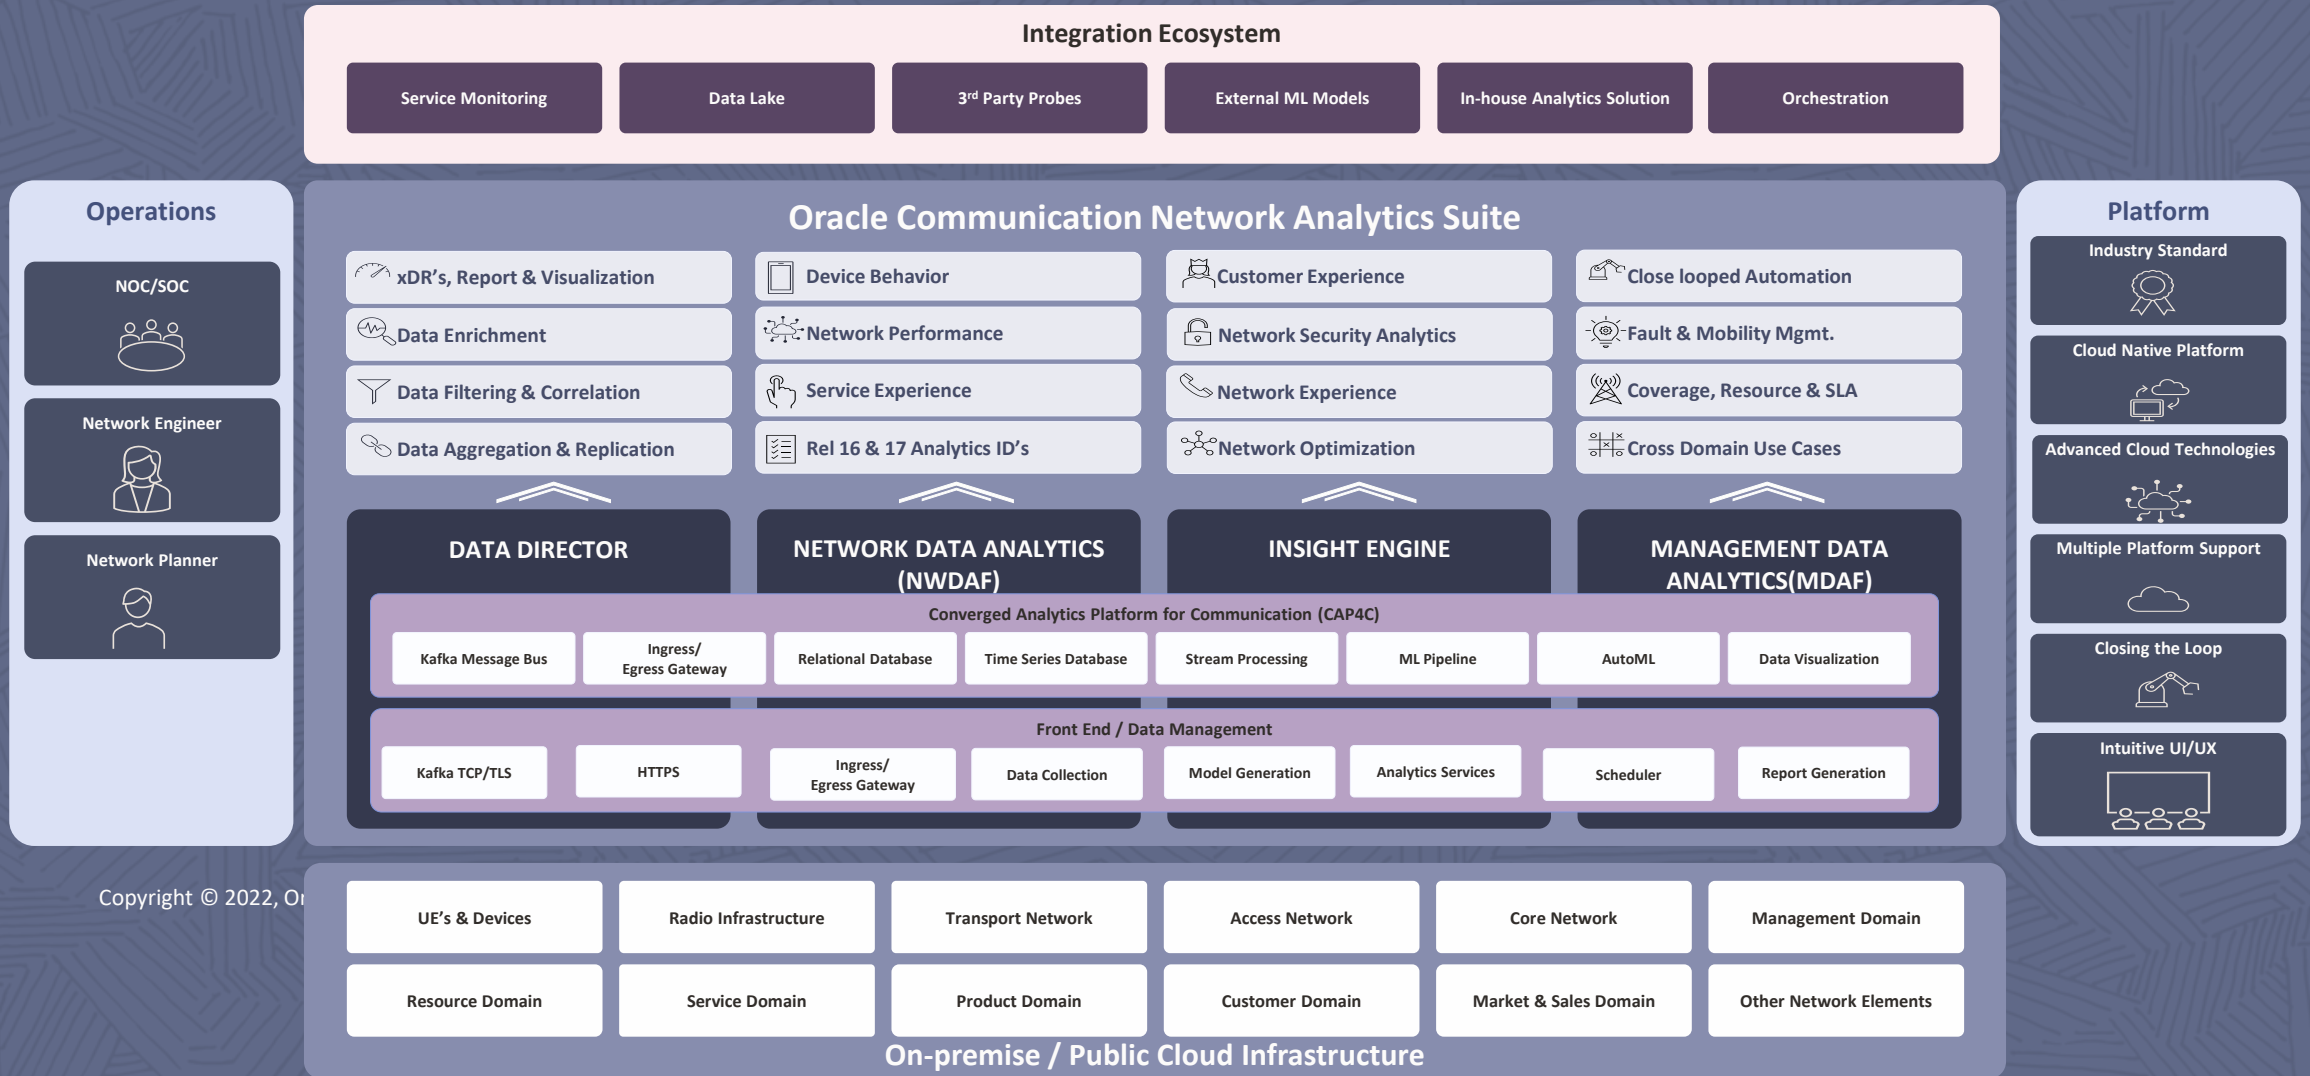 Integration Ecosystem
Service Monitoring
Data Lake
3rd Party Probes
External ML Models
In-house Analytics Solution
Orchestration
Operations
NOC/SOC
Network Engineer
Network Planner
Oracle Communication Network Analytics Suite
xDR’s, Report & Visualization
Data Enrichment
Data Filtering & Correlation
Data Aggregation & Replication
Device Behavior
Network Performance
Service Experience
Rel 16 & 17 Analytics ID’s
Customer Experience
Network Security Analytics
Network Experience
Network Optimization
Close looped Automation
Fault & Mobility Mgmt.
Coverage, Resource & SLA
Cross Domain Use Cases
DATA DIRECTOR
NETWORK DATA ANALYTICS
(NWDAF)
INSIGHT ENGINE
MANAGEMENT DATA
ANALYTICS(MDAF)
Converged Analytics Platform for Communication (CAP4C)
Kafka Message Bus
Ingress/
Egress Gateway
Relational Database
Time Series Database
Stream Processing
ML Pipeline
AutoML
Data Visualization
Front End / Data Management
Kafka TCP/TLS
HTTPS
Ingress/
Egress Gateway
Data Collection
Model Generation
Analytics Services
Scheduler
Report Generation
Platform
Industry Standard
Cloud Native Platform
Advanced Cloud Technologies
Multiple Platform Support
Closing the Loop
Intuitive UI/UX
Copyright © 2022,
UE’s & Devices
Radio Infrastructure
Transport Network
Access Network
Core Network
Management Domain
Resource Domain
Service Domain
Product Domain
Customer Domain
Market & Sales Domain
Other Network Elements
On-premise / Public Cloud Infrastructure